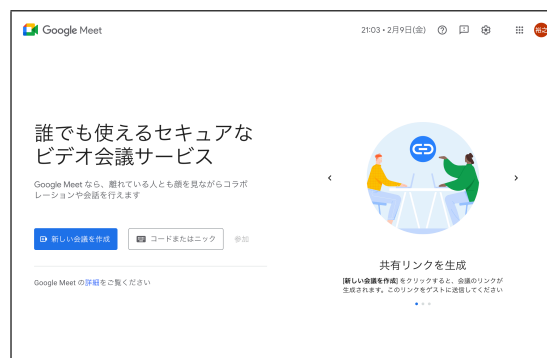 Google Meet
21:03 • 2月9日(金)
裕之
誰でも使えるセキュアな
ビデオ会議サービス
Google Meet なら、離れている人とも顔を見ながらコラボ
レーションや会話を行えます
新しい会議を作成
コードまたはニック
参加
Google Meet の詳細をご覧ください
共有リンクを生成
[新しい会議を作成] をクリックすると、会議のリンクが
生成されます。このリンクをゲストに送信してください